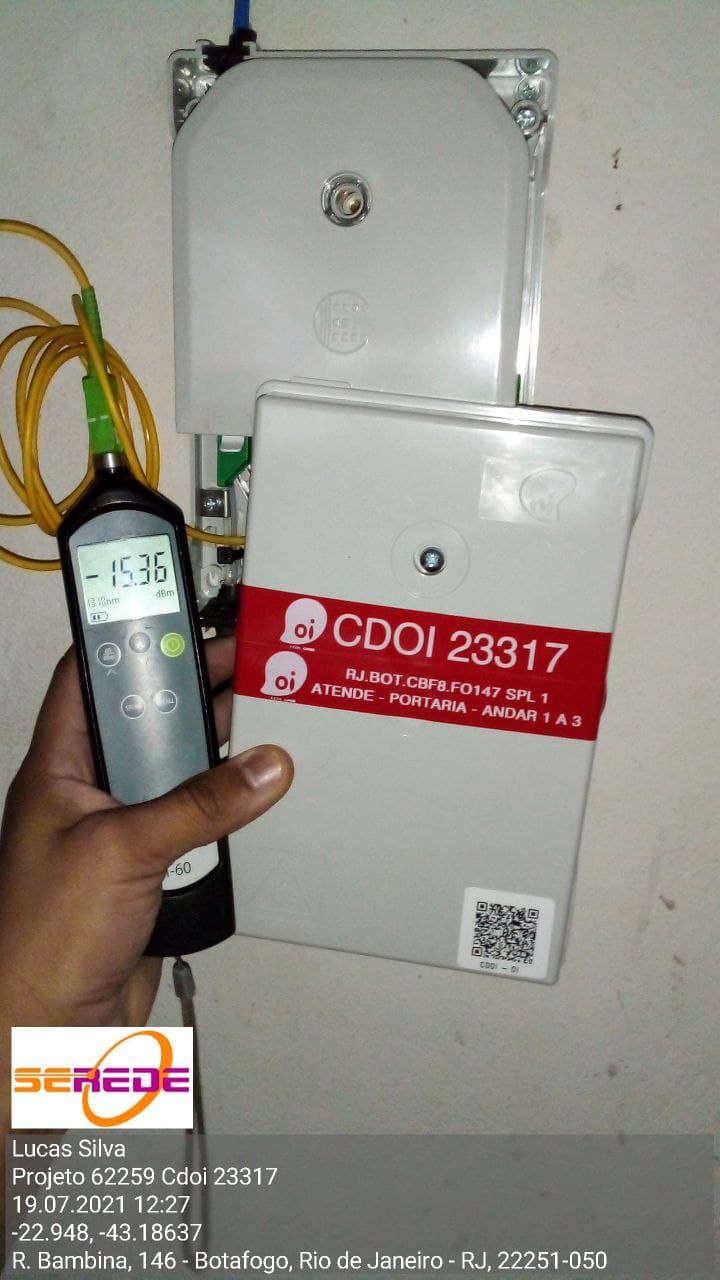 -15.36
dBm
nm
oi CDOI 23317
oi RJ.BOT.CBF8.FO147 SPL 1
ATENDE - PORTARIA - ANDAR 1 A 3
-60
CDOI - OI
SEREDE
Lucas Silva
Projeto 62259 Cdoi 23317
19.07.2021 12:27
-22.948, -43.18637
R. Bambina, 146 - Botafogo, Rio de Janeiro - RJ, 22251-050